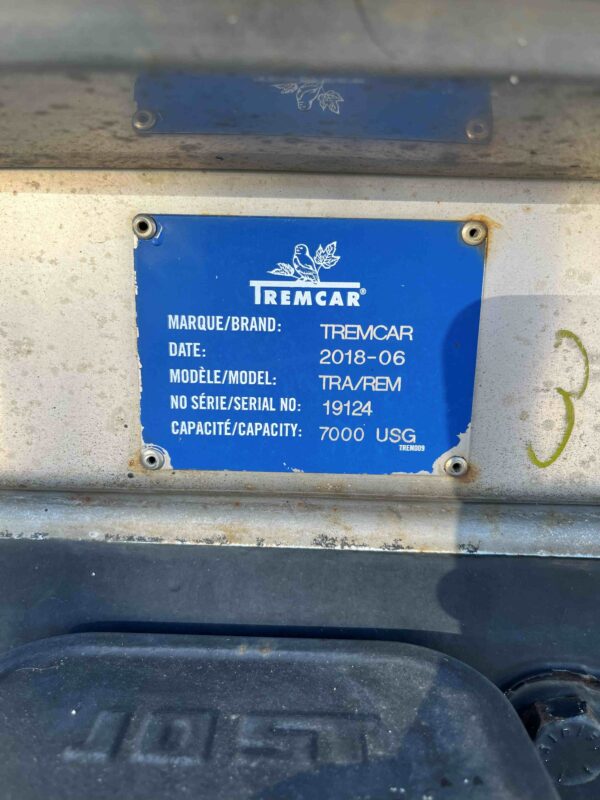 TREMCAR®
MARQUE/BRAND: TREMCAR
DATE: 2018-06
MODÈLE/MODEL: TRA/REM
NO SÉRIE/SERIAL NO: 19124
CAPACITÉ/CAPACITY: 7000 USG
TREM009
3